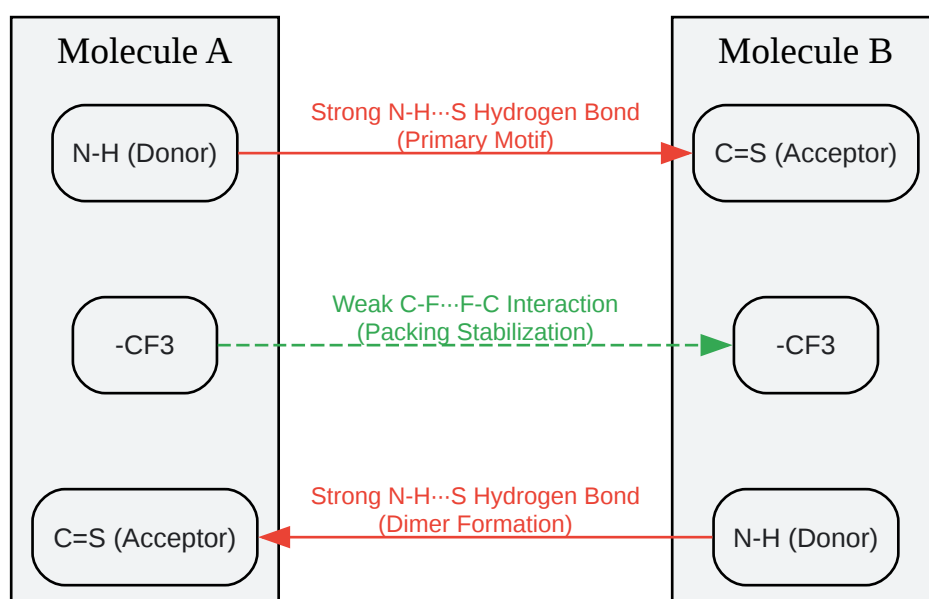 Molecule A
Molecule B
Strong N-H···S Hydrogen Bond
(Primary Motif)
N-H (Donor)
C=S (Acceptor)
Weak C-F···F-C Interaction
(Packing Stabilization)
-CF3
-CF3
Strong N-H···S Hydrogen Bond
(Dimer Formation)
C=S (Acceptor)
N-H (Donor)